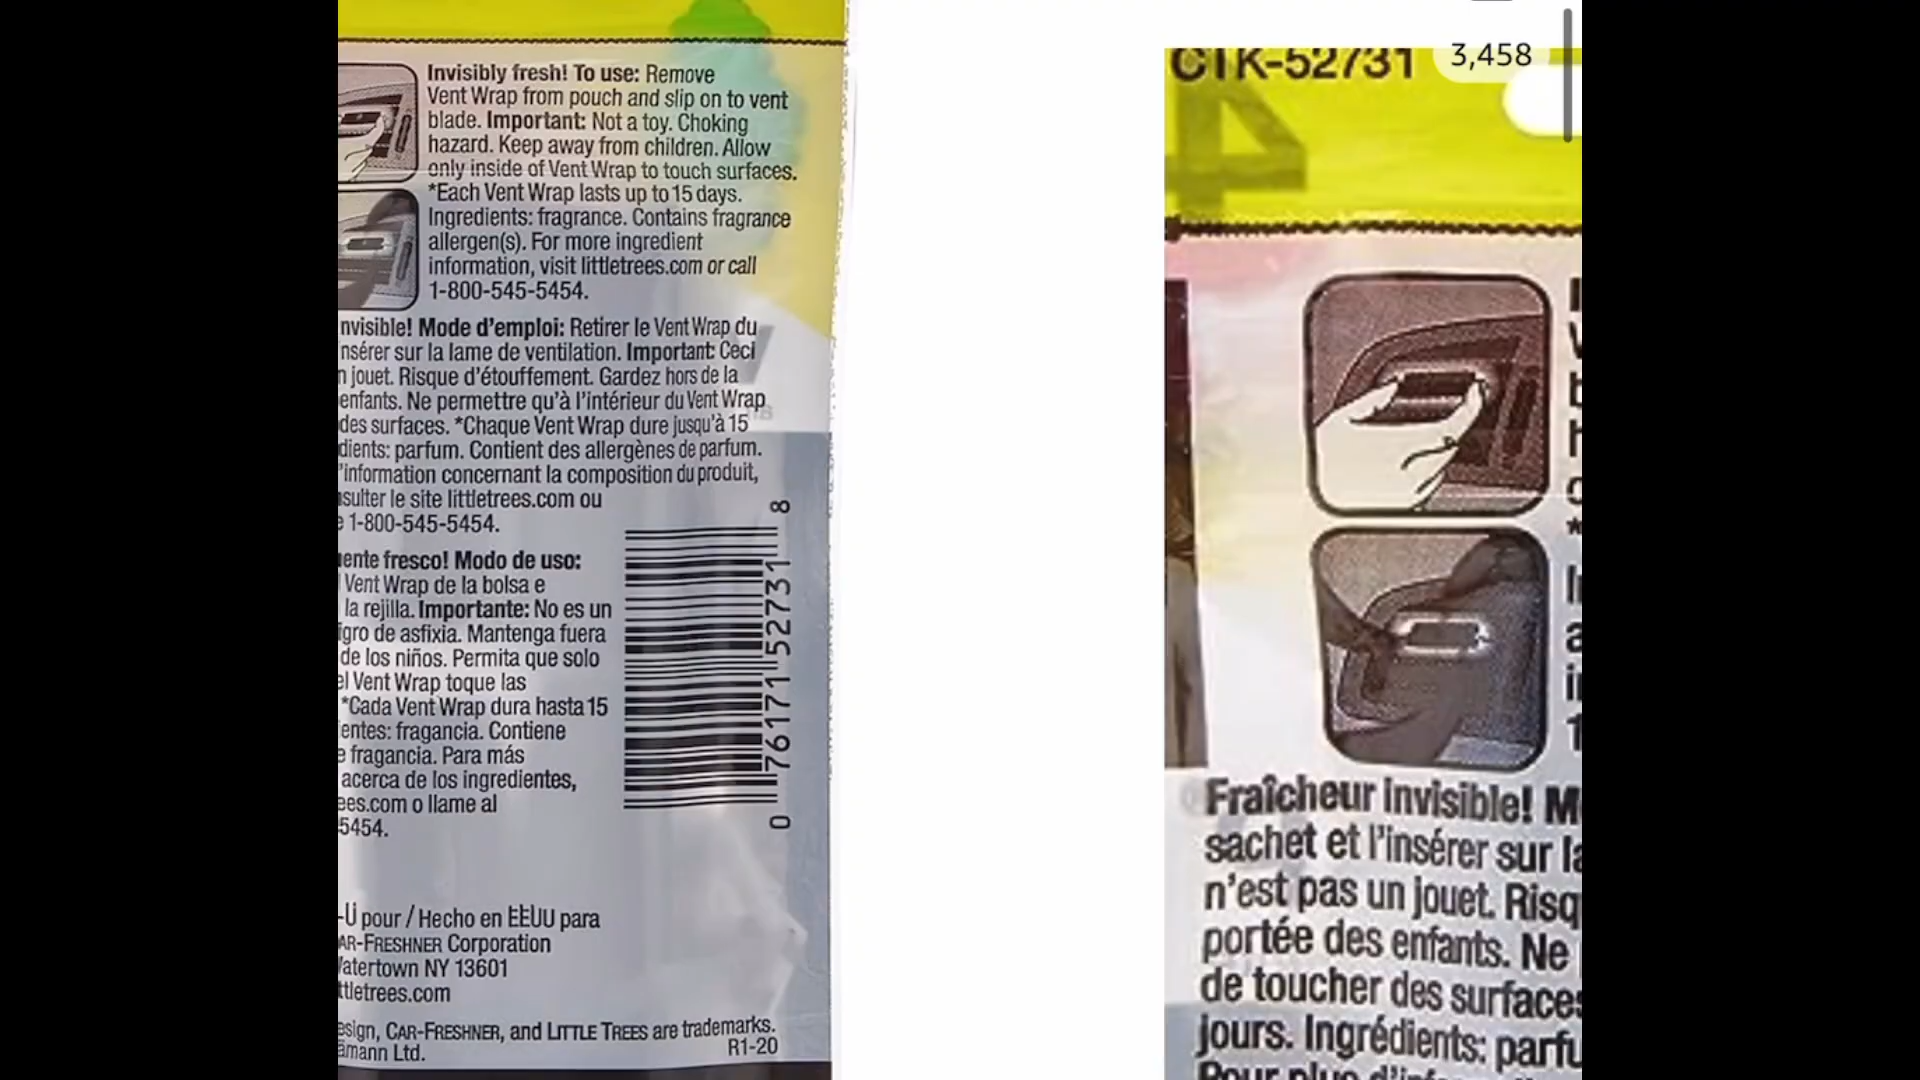 Invisibly fresh! To use: Remove
Vent Wrap from pouch and slip on to vent
blade. Important: Not a toy. Choking
hazard. Keep away from children. Allow
only inside of Vent Wrap to touch surfaces.
*Each Vent Wrap lasts up to 15 days.
Ingredients: fragrance. Contains fragrance
allergen(s). For more ingredient
information, visit littletrees.com or call
1-800-545-5454.
nvisible! Mode d'emploi: Retirer le Vent Wrap du
nsérer sur la lame de ventilation. Important: Ceci
n jouet. Risque d'étouffement. Gardez hors de la
enfants. Ne permettre qu'à l'intérieur du Vent Wrap
des surfaces. *Chaque Vent Wrap dure jusqu'à 15
dients: parfum. Contient des allergènes de parfum.
'information concernant la composition du produit,
sulter le site littletrees.com ou
e 1-800-545-5454.
ente fresco! Modo de uso:
Vent Wrap de la bolsa e
la rejilla. Importante: No es un
igro de asfixia. Mantenga fuera
de los niños. Permita que solo
el Vent Wrap toque las
*Cada Vent Wrap dura hasta 15
entes: fragancia. Contiene
e fragancia. Para más
acerca de los ingredientes,
ees.com o llame al
5454.
0 76171 52731 8
-U pour / Hecho en EEUU para
AR-FRESHNER Corporation
Watertown NY 13601
ttletrees.com
esign, CAR-FRESHNER, and LITTLE TREES are trademarks.
ämann Ltd.
R1-20
CTK-52731
3,458
4
Fraîcheur invisible! M
sachet et l'insérer sur la
n'est pas un jouet. Risq
portée des enfants. Ne
de toucher des surfaces
jours. Ingrédients: parfu
Pour plus d'inf